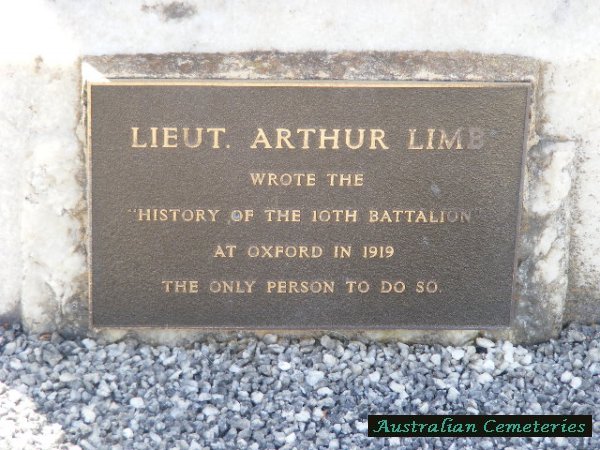 LIEUT. ARTHUR LIMB
WROTE THE
"HISTORY OF THE 10TH BATTALION"
AT OXFORD IN 1919
THE ONLY PERSON TO DO SO.
Australian Cemeteries